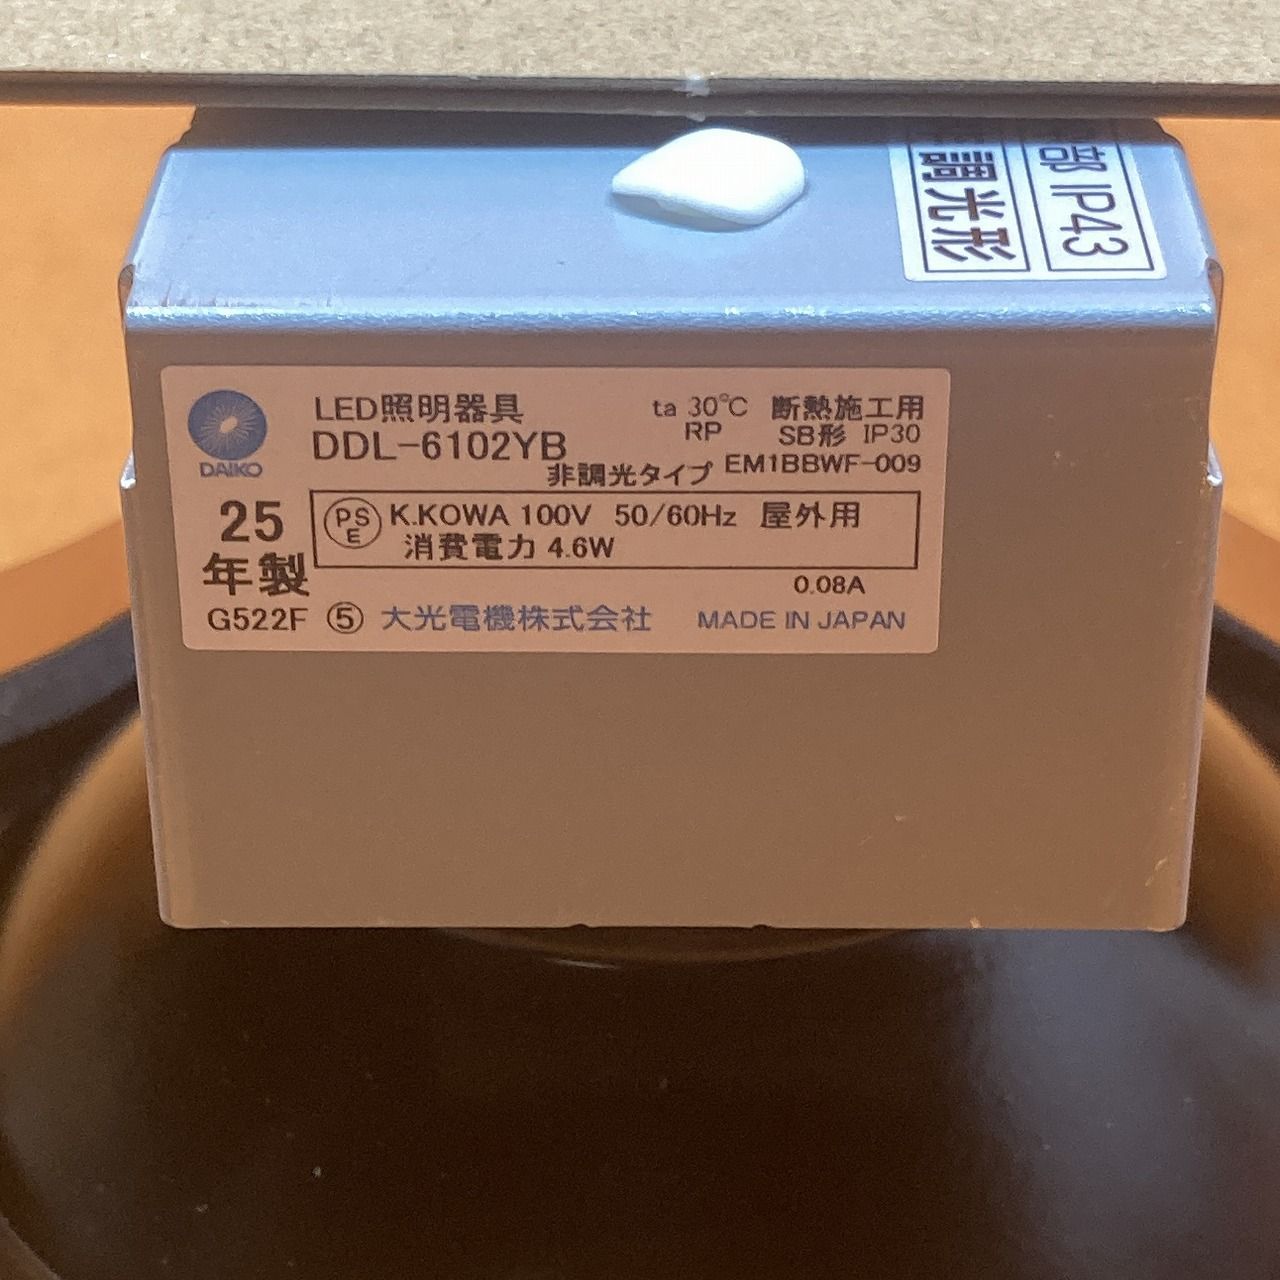 部 IP43
調光形
LED照明器具
DDL-6102YB
非調光タイプ
ta 30℃ 断熱施工用
RP SB形 IP30
EM1BBWF-009
DAIKO
25
年製
PS
E
K.KOWA 100V 50/60Hz 屋外用
消費電力 4.6W
0.08A
G522F ⑤ 大光電機株式会社 MADE IN JAPAN